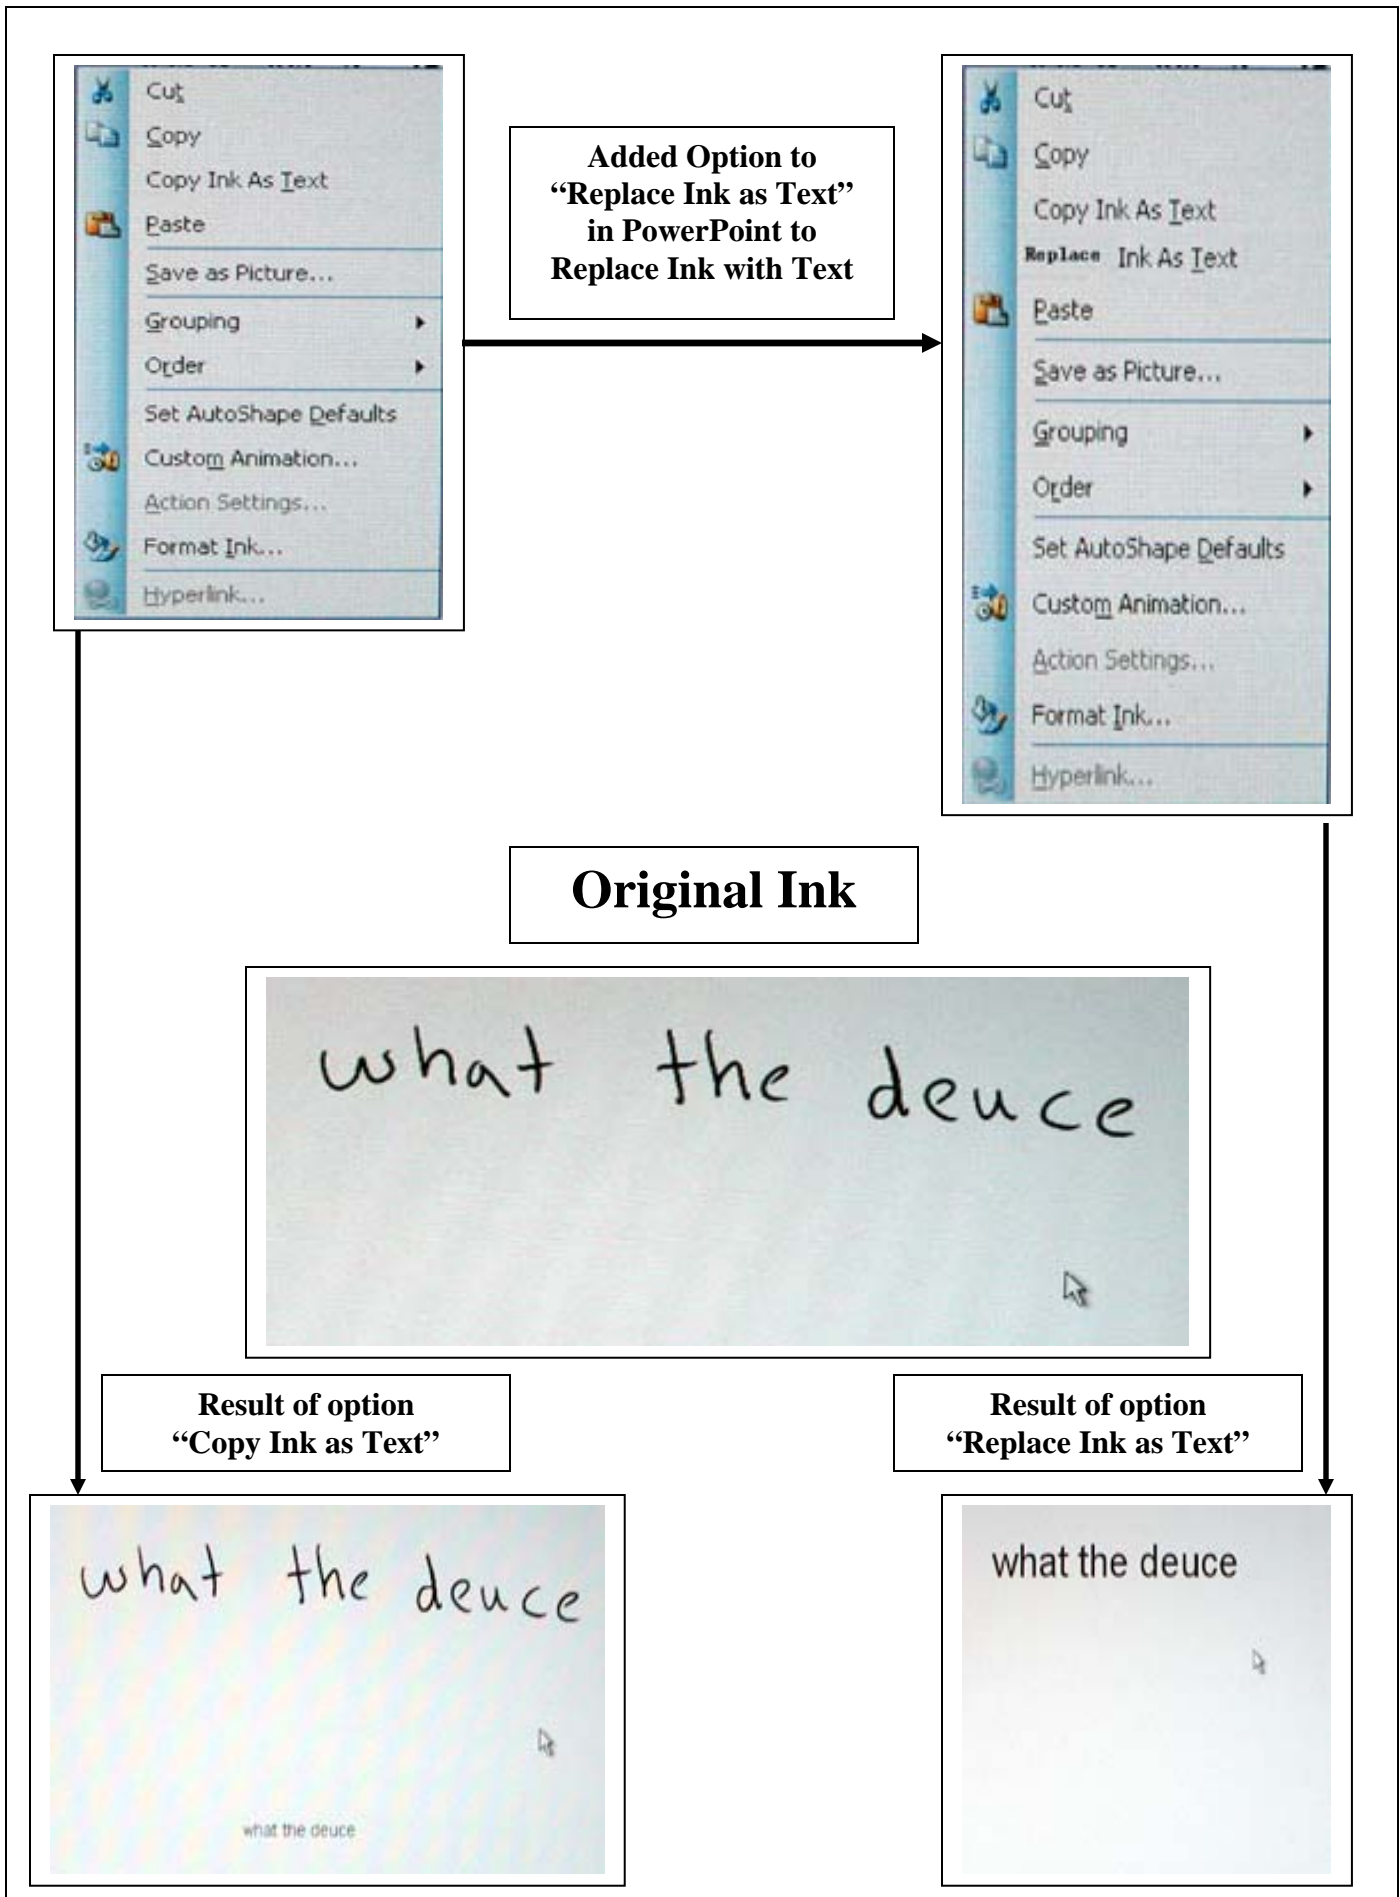 Cut
Copy
Copy Ink As Text
Paste
Save as Picture...
Grouping
Order
Set AutoShape Defaults
Custom Animation...
Action Settings...
Format Ink...
Hyperlink...
Added Option to
“Replace Ink as Text”
in PowerPoint to
Replace Ink with Text
Cut
Copy
Copy Ink As Text
Replace Ink As Text
Paste
Save as Picture...
Grouping
Order
Set AutoShape Defaults
Custom Animation...
Action Settings...
Format Ink...
Hyperlink...
Original Ink
what the deuce
Result of option
“Copy Ink as Text”
Result of option
“Replace Ink as Text”
what the deuce
what the deuce
what the deuce